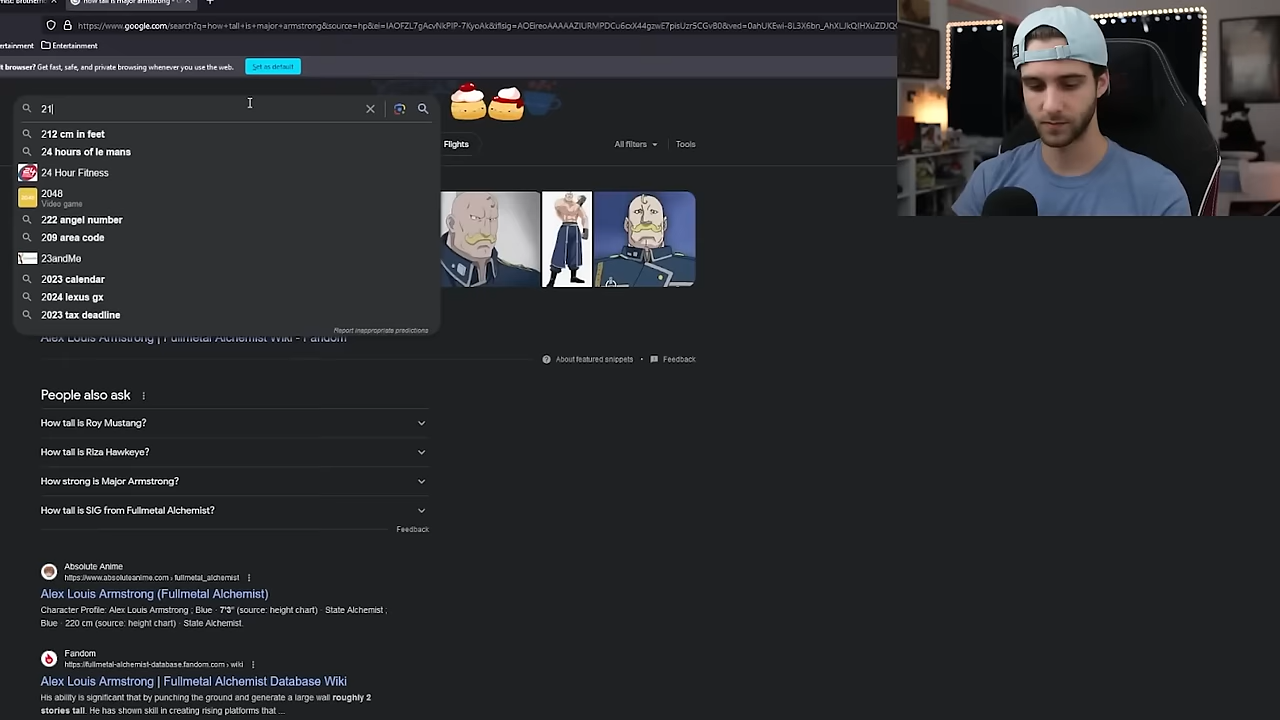 how tall is major armstrong - G
Entertainment
Get fast, safe, and private browsing whenever you use the web.
Set as default
21
212 cm in feet
24 hours of le mans
24 Hour Fitness
2048
Video game
222 angel number
209 area code
23andMe
2023 calendar
2024 lexus gx
2023 tax deadline
Report inappropriate predictions
Flights
All filters
Tools
Alex Louis Armstrong | Fullmetal Alchemist Wiki - Fandom
About featured snippets
Feedback
People also ask
How tall is Roy Mustang?
How tall is Riza Hawkeye?
How strong is Major Armstrong?
How tall is SIG from Fullmetal Alchemist?
Feedback
Absolute Anime
https://www.absoluteanime.com › fullmetal_alchemist
Alex Louis Armstrong (Fullmetal Alchemist)
Character Profile: Alex Louis Armstrong ; Blue · 7'3" (source: height chart) · State Alchemist ;
Blue · 220 cm (source: height chart) · State Alchemist.
Fandom
https://fullmetal-alchemist-database.fandom.com › wiki
Alex Louis Armstrong | Fullmetal Alchemist Database Wiki
His ability is significant that by punching the ground and generate a large wall roughly 2
stories tall. He has shown skill in creating rising platforms that ...